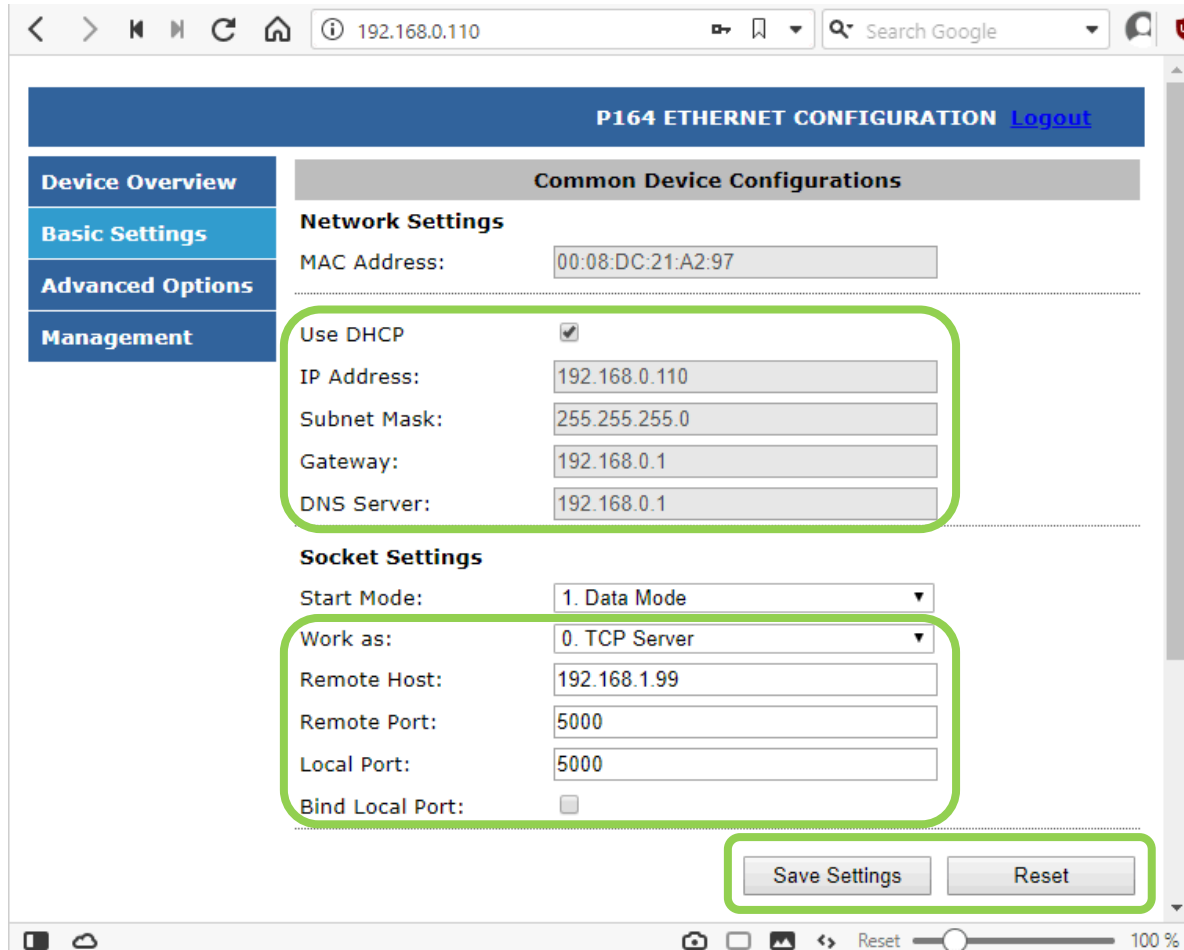 192.168.0.110
Search Google
P164 ETHERNET CONFIGURATION Logout
Device Overview
Basic Settings
Advanced Options
Management
Common Device Configurations
Network Settings
MAC Address: 00:08:DC:21:A2:97
Use DHCP
IP Address: 192.168.0.110
Subnet Mask: 255.255.255.0
Gateway: 192.168.0.1
DNS Server: 192.168.0.1
Socket Settings
Start Mode: 1. Data Mode
Work as: 0. TCP Server
Remote Host: 192.168.1.99
Remote Port: 5000
Local Port: 5000
Bind Local Port:
Save Settings Reset
Reset 100 %